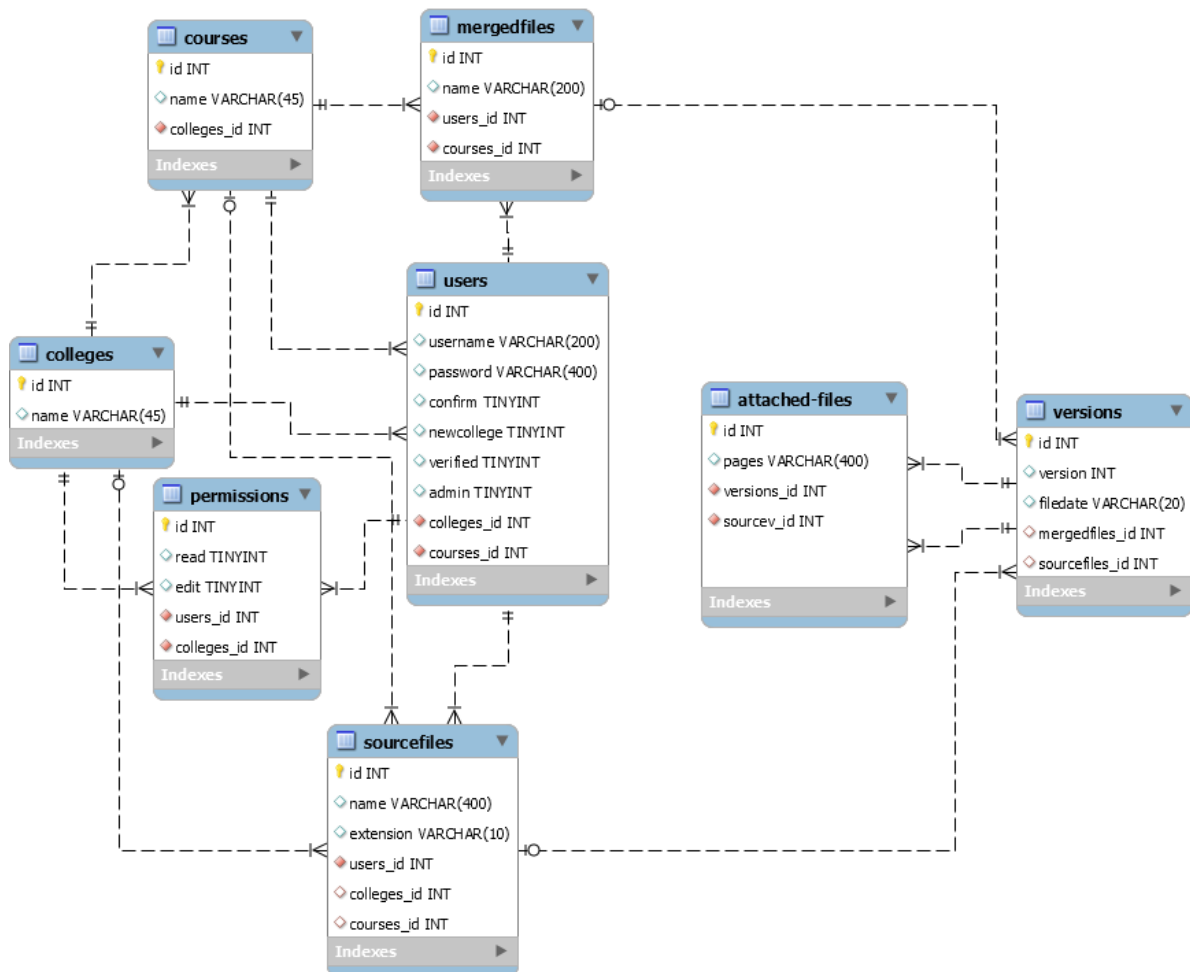 courses
id INT
name VARCHAR(45)
colleges_id INT
Indexes
mergedfiles
id INT
name VARCHAR(200)
users_id INT
courses_id INT
Indexes
users
id INT
username VARCHAR(200)
password VARCHAR(400)
confirm TINYINT
newcollege TINYINT
verified TINYINT
admin TINYINT
colleges_id INT
courses_id INT
Indexes
colleges
id INT
name VARCHAR(45)
Indexes
attached-files
id INT
pages VARCHAR(400)
versions_id INT
sourcev_id INT
Indexes
versions
id INT
version INT
filedate VARCHAR(20)
mergedfiles_id INT
sourcefiles_id INT
Indexes
permissions
id INT
read TINYINT
edit TINYINT
users_id INT
colleges_id INT
Indexes
sourcefiles
id INT
name VARCHAR(400)
extension VARCHAR(10)
users_id INT
colleges_id INT
courses_id INT
Indexes